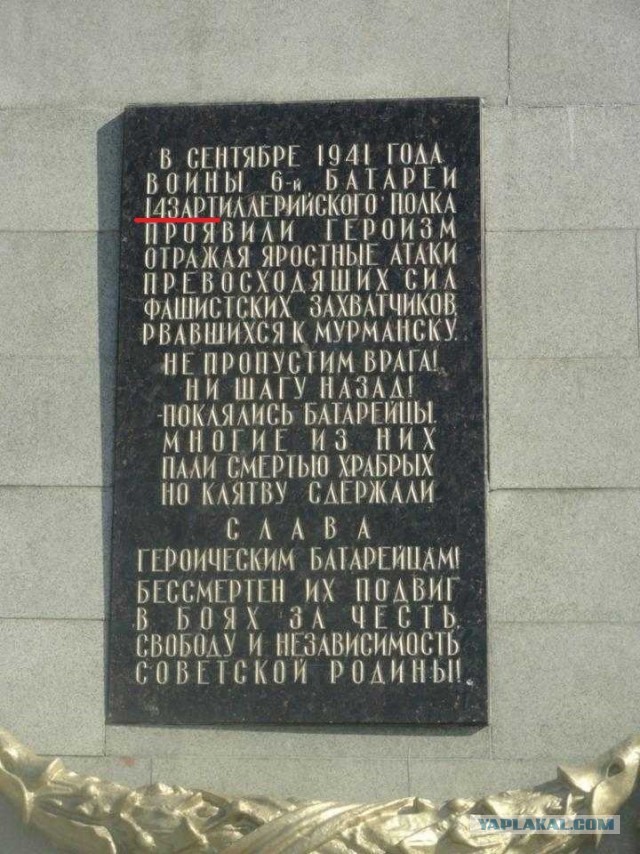 В СЕНТЯБРЕ 1941 ГОДА
ВОИНЫ 6-й БАТАРЕИ
143АРТИЛЛЕРИЙСКОГО ПОЛКА
ПРОЯВИЛИ ГЕРОИЗМ
ОТРАЖАЯ ЯРОСТНЫЕ АТАКИ
ПРЕВОСХОДЯЩИХ СИЛ
ФАШИСТСКИХ ЗАХВАТЧИКОВ,
РВАВШИХСЯ К МУРМАНСКУ.
НЕ ПРОПУСТИМ ВРАГА!
НИ ШАГУ НАЗАД!
-ПОКЛЯЛИСЬ БАТАРЕЙЦЫ.
МНОГИЕ ИЗ НИХ
ПАЛИ СМЕРТЬЮ ХРАБРЫХ
НО КЛЯТВУ СДЕРЖАЛИ
СЛАВА
ГЕРОИЧЕСКИМ БАТАРЕЙЦАМ!
БЕССМЕРТЕН ИХ ПОДВИГ
В БОЯХ ЗА ЧЕСТЬ,
СВОБОДУ И НЕЗАВИСИМОСТЬ
СОВЕТСКОЙ РОДИНЫ!
YAPLAKAL.COM